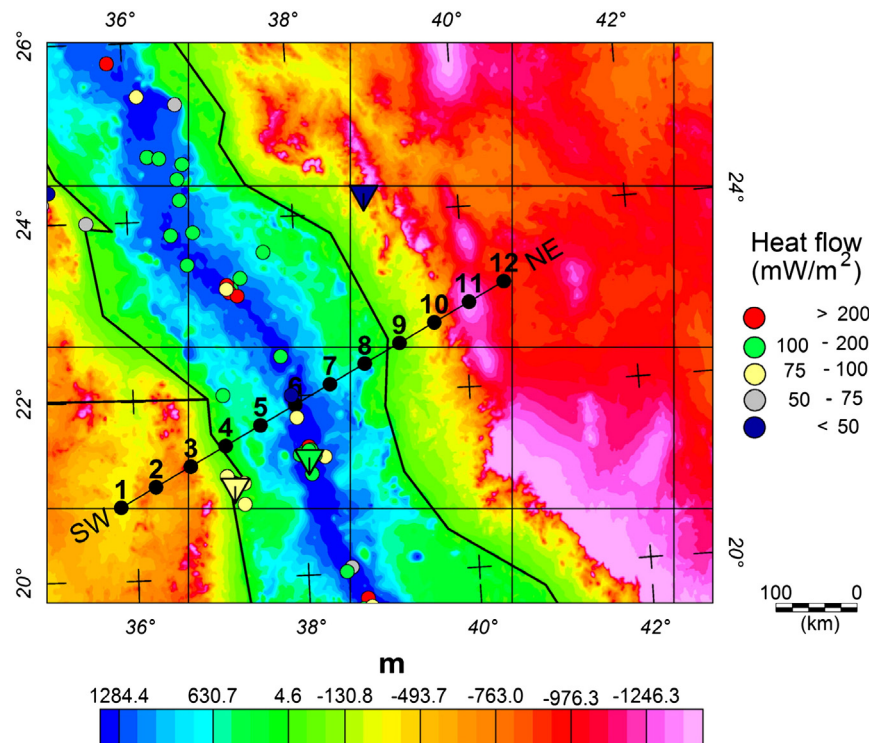 36° 38° 40° 42°
26°
24°
22°
20°
24°
20°
1 2 3 4 5 6 7 8 9 10 11 12
SW
NE
36° 38° 40° 42°
Heat flow
(mW/m²)
> 200
100 - 200
75 - 100
50 - 75
< 50
100 0
(km)
m
1284.4 630.7 4.6 -130.8 -493.7 -763.0 -976.3 -1246.3